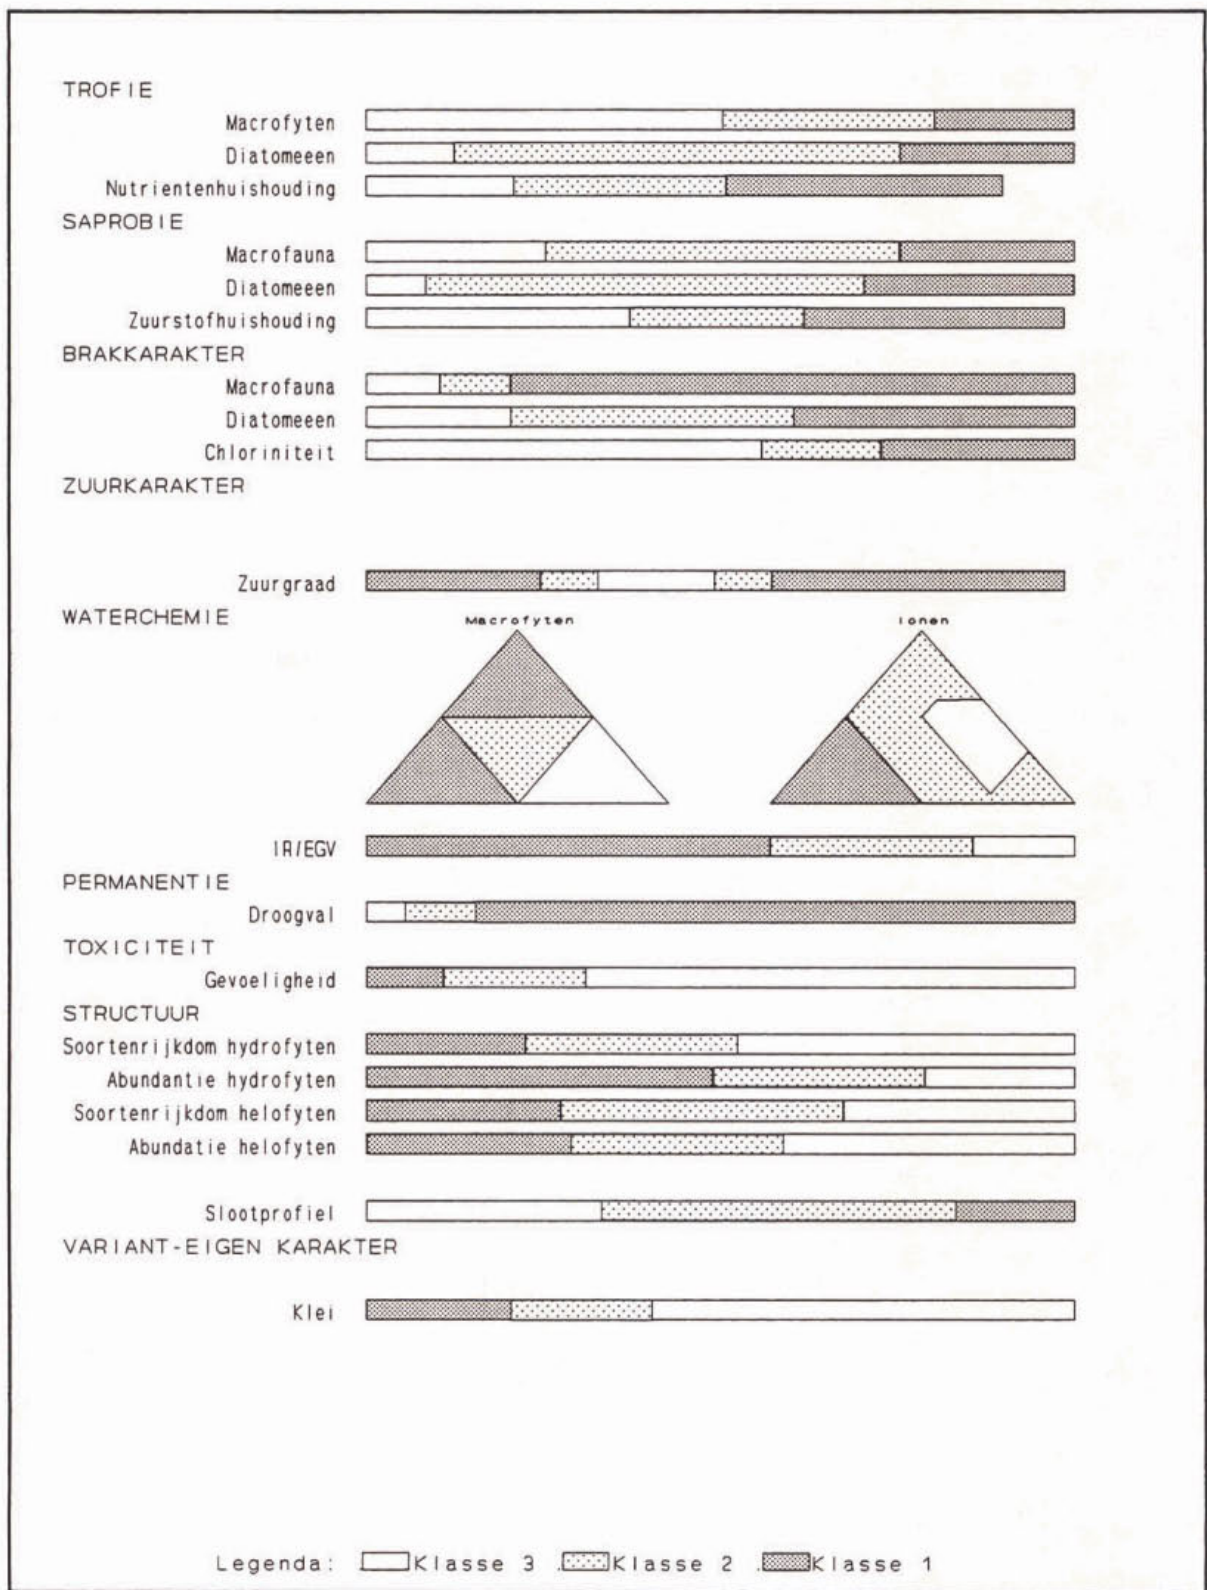 TROFIE
Macrofyten
Diatomeeen
Nutrientenhuishouding
SAPROBIE
Macrofauna
Diatomeeen
Zuurstofhuishouding
BRAKKARAKTER
Macrofauna
Diatomeeen
Chloriniteit
ZUURKARAKTER
Zuurgraad
WATERCHEMIE Macrofyten Ionen
IR/EGV
PERMANENTIE
Droogval
TOXICITEIT
Gevoeligheid
STRUCTUUR
Soortenrijkdom hydrofyten
Abundantie hydrofyten
Soortenrijkdom helofyten
Abundatie helofyten
Slootprofiel
VARIANT-EIGEN KARAKTER
Klei
Legenda: Klasse 3 Klasse 2 Klasse 1